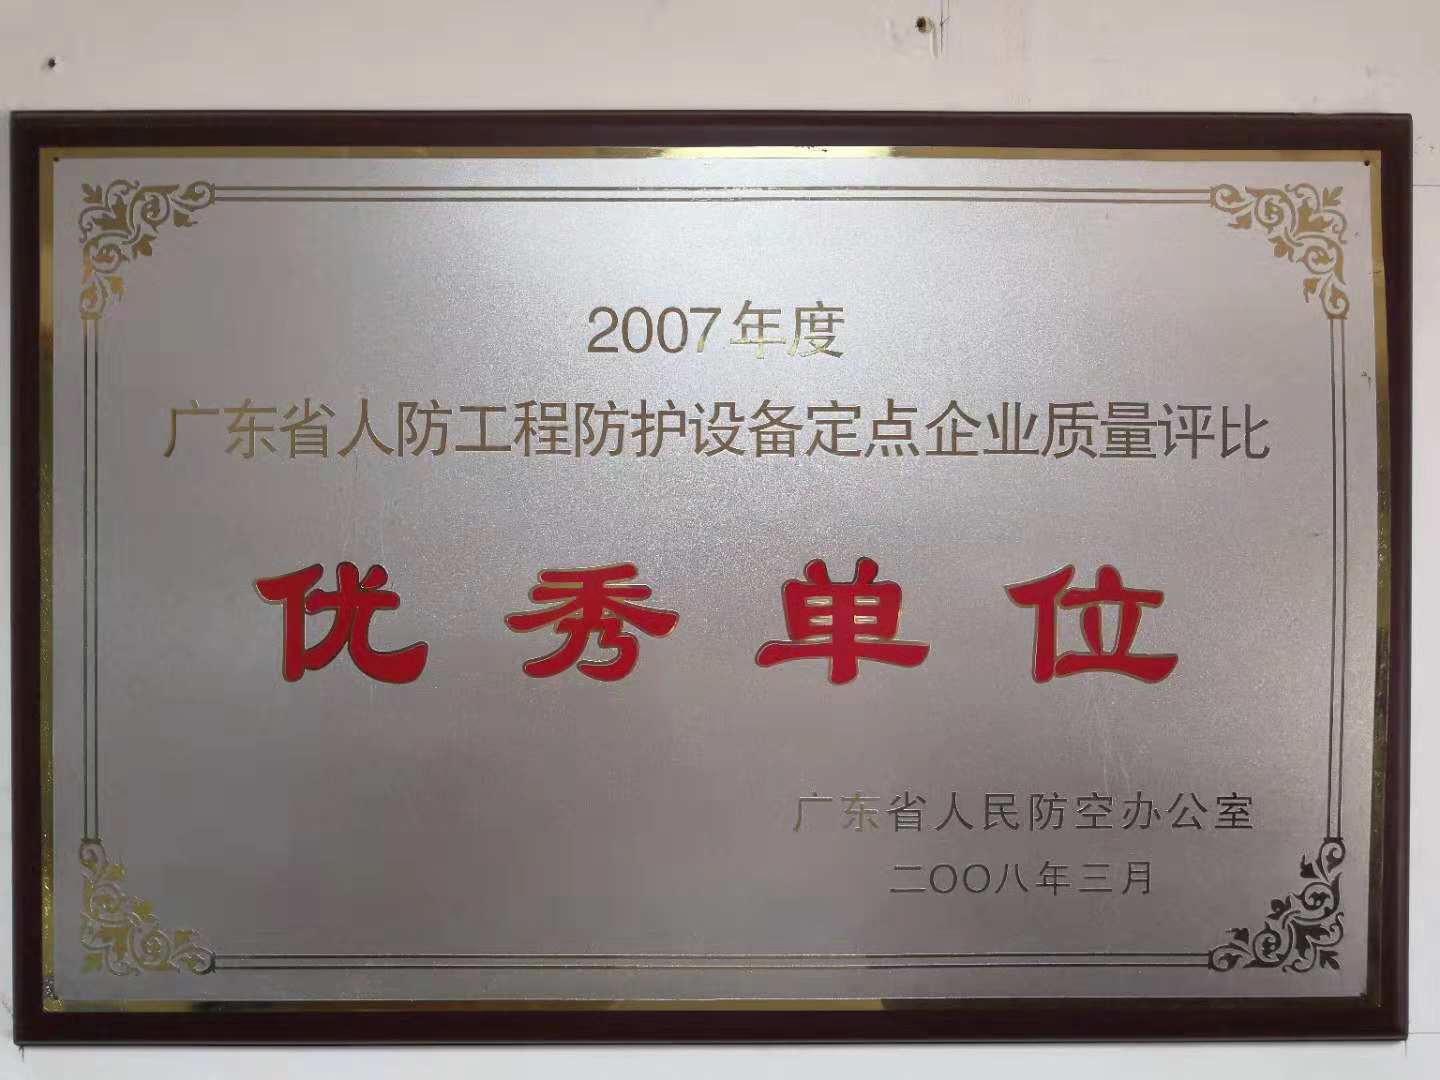 2007年度
广东省人防工程防护设备定点企业质量评比
优秀单位
广东省人民防空办公室
二〇〇八年三月